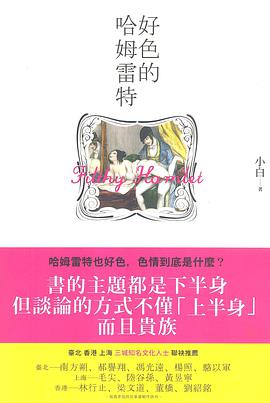 好色的
哈姆雷特
Filthy Hamlet
小白 著
哈姆雷特也好色,色情到底是什麼?
書的主題都是下半身
但談論的方式不僅「上半身」
而且貴族
臺北 香港 上海 三城知名文化人士 聯袂推薦
臺北──南方朔、郝譽翔、馮光遠、楊照、駱以軍
上海──毛尖、陸谷孫、黃昱寧
香港──林行止、梁文道、董橋、劉紹銘